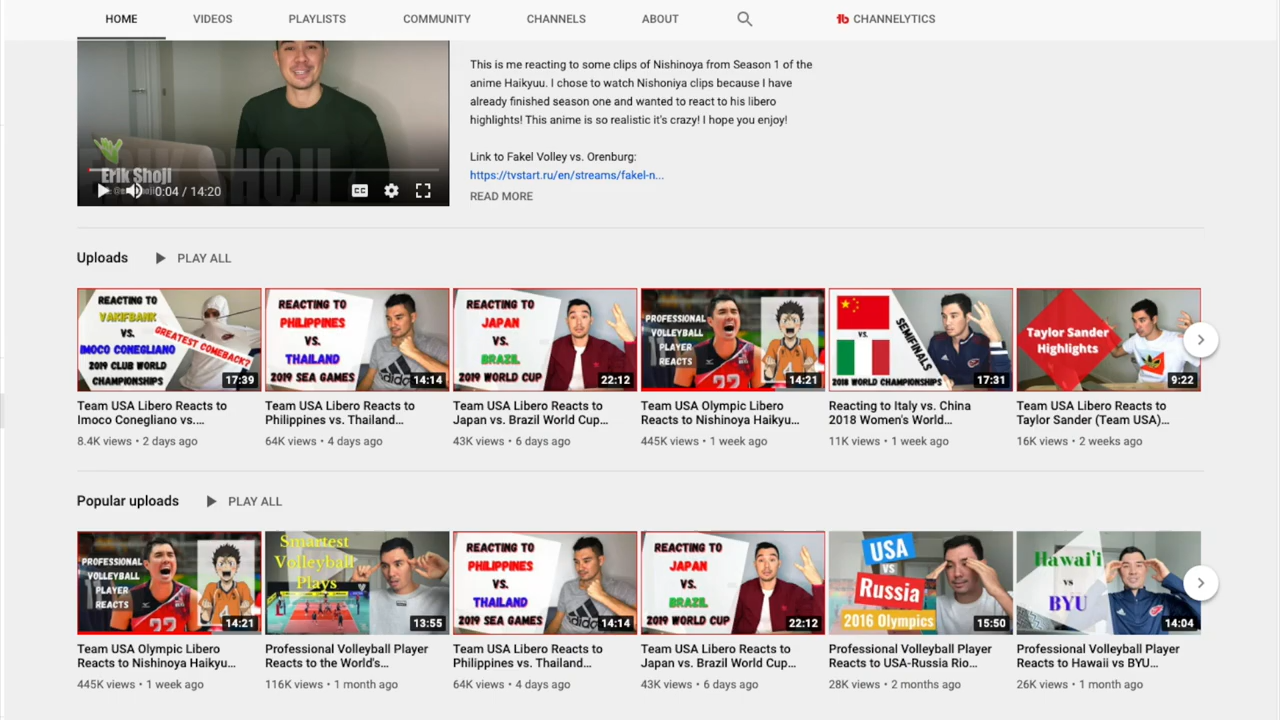 HOME VIDEOS PLAYLISTS COMMUNITY CHANNELS ABOUT CHANNELYTICS
This is me reacting to some clips of Nishinoya from Season 1 of the
anime Haikyuu. I chose to watch Nishoniya clips because I have
already finished season one and wanted to react to his libero
highlights! This anime is so realistic it's crazy! I hope you enjoy!
Link to Fakel Volley vs. Orenburg:
https://tvstart.ru/en/streams/fakel-n...
READ MORE
ERIK SHOJI
Erik Shoji
0:04 / 14:20
CC
Uploads PLAY ALL
REACTING TO
VAKIFBANK
VS.
IMOCO CONEGLIANO
2019 CLUB WORLD
CHAMPIONSHIPS
GREATEST COMEBACK?
17:39
REACTING TO
PHILIPPINES
VS.
THAILAND
2019 SEA GAMES
adidas
14:14
REACTING TO
JAPAN
VS.
BRAZIL
2019 WORLD CUP
22:12
PROFESSIONAL
VOLLEYBALL
PLAYER
REACTS
22
14:21
VS.
SEMIFINALS
2018 WORLD CHAMPIONSHIPS
17:31
Taylor Sander
Highlights
9:22
Team USA Libero Reacts to
Imoco Conegliano vs....
8.4K views • 2 days ago
Team USA Libero Reacts to
Philippines vs. Thailand...
64K views • 4 days ago
Team USA Libero Reacts to
Japan vs. Brazil World Cup...
43K views • 6 days ago
Team USA Olympic Libero
Reacts to Nishinoya Haikyu...
445K views • 1 week ago
Reacting to Italy vs. China
2018 Women's World...
11K views • 1 week ago
Team USA Libero Reacts to
Taylor Sander (Team USA)...
16K views • 2 weeks ago
Popular uploads PLAY ALL
PROFESSIONAL
VOLLEYBALL
PLAYER
REACTS
22
14:21
Smartest
Volleyball
Plays
13:55
REACTING TO
PHILIPPINES
VS.
THAILAND
2019 SEA GAMES
14:14
REACTING TO
JAPAN
VS.
BRAZIL
2019 WORLD CUP
22:12
USA
VS
Russia
2016 Olympics
15:50
Hawai'i
vs
BYU
14:04
Team USA Olympic Libero
Reacts to Nishinoya Haikyu...
445K views • 1 week ago
Professional Volleyball Player
Reacts to the World's...
116K views • 1 month ago
Team USA Libero Reacts to
Philippines vs. Thailand...
64K views • 4 days ago
Team USA Libero Reacts to
Japan vs. Brazil World Cup...
43K views • 6 days ago
Professional Volleyball Player
Reacts to USA-Russia Rio...
28K views • 2 months ago
Professional Volleyball Player
Reacts to Hawaii vs BYU...
26K views • 1 month ago